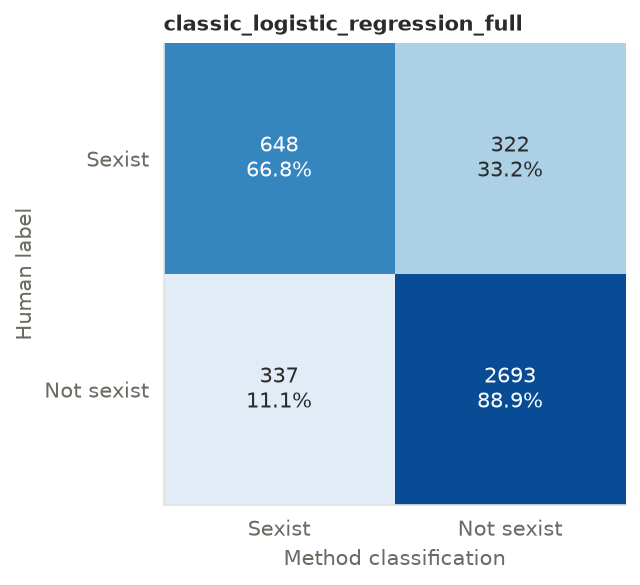 classic_logistic_regression_full
Human label
Sexist
648
66.8%
322
33.2%
Not sexist
337
11.1%
2693
88.9%
Sexist
Not sexist
Method classification